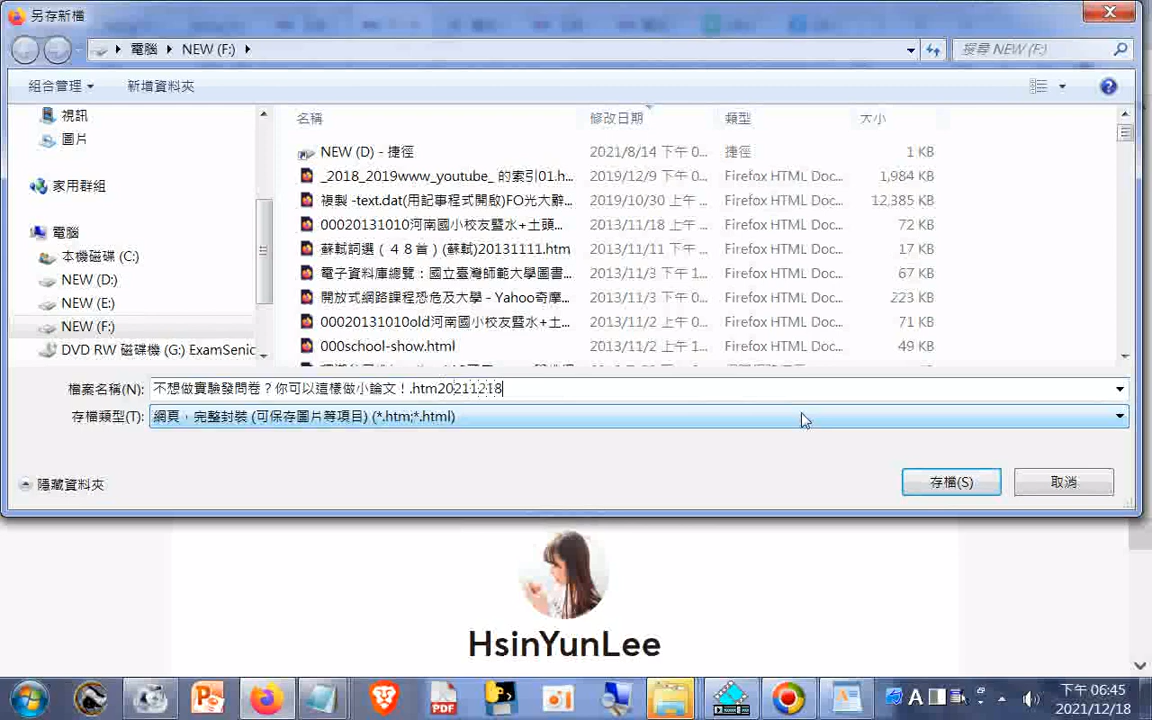 另存新檔
電腦 NEW (F:)
搜尋 NEW (F:)
組合管理 新增資料夾
視訊
圖片
家用群組
電腦
本機磁碟 (C:)
NEW (D:)
NEW (E:)
NEW (F:)
DVD RW 磁碟機 (G:) ExamSenic
名稱 修改日期 類型 大小
NEW (D) - 捷徑 2021/8/14 下午 0... 捷徑 1 KB
_2018_2019www_youtube_ 的索引01.h... 2019/12/9 下午 0... Firefox HTML Doc... 1,984 KB
複製 -text.dat(用記事程式開啟)FO光大辭... 2019/10/30 上午 ... Firefox HTML Doc... 12,385 KB
00020131010河南國小校友暨水+土頭... 2013/11/18 上午 ... Firefox HTML Doc... 72 KB
蘇軾詞選（４８首）(蘇軾)20131111.htm 2013/11/11 下午 ... Firefox HTML Doc... 17 KB
電子資料庫總覽：國立臺灣師範大學圖書... 2013/11/3 下午 1... Firefox HTML Doc... 67 KB
開放式網路課程恐危及大學 - Yahoo奇摩... 2013/11/3 下午 0... Firefox HTML Doc... 223 KB
00020131010old河南國小校友暨水+土... 2013/11/2 上午 0... Firefox HTML Doc... 71 KB
000school-show.html 2013/11/2 上午 1... Firefox HTML Doc... 49 KB
檔案名稱(N): 不想做實驗發問卷？你可以這樣做小論文！.htm20211218
存檔類型(T): 網頁，完整封裝 (可保存圖片等項目) (*.htm;*.html)
隱藏資料夾
存檔(S) 取消
HsinYunLee
PDF
A
下午 06:45
2021/12/18